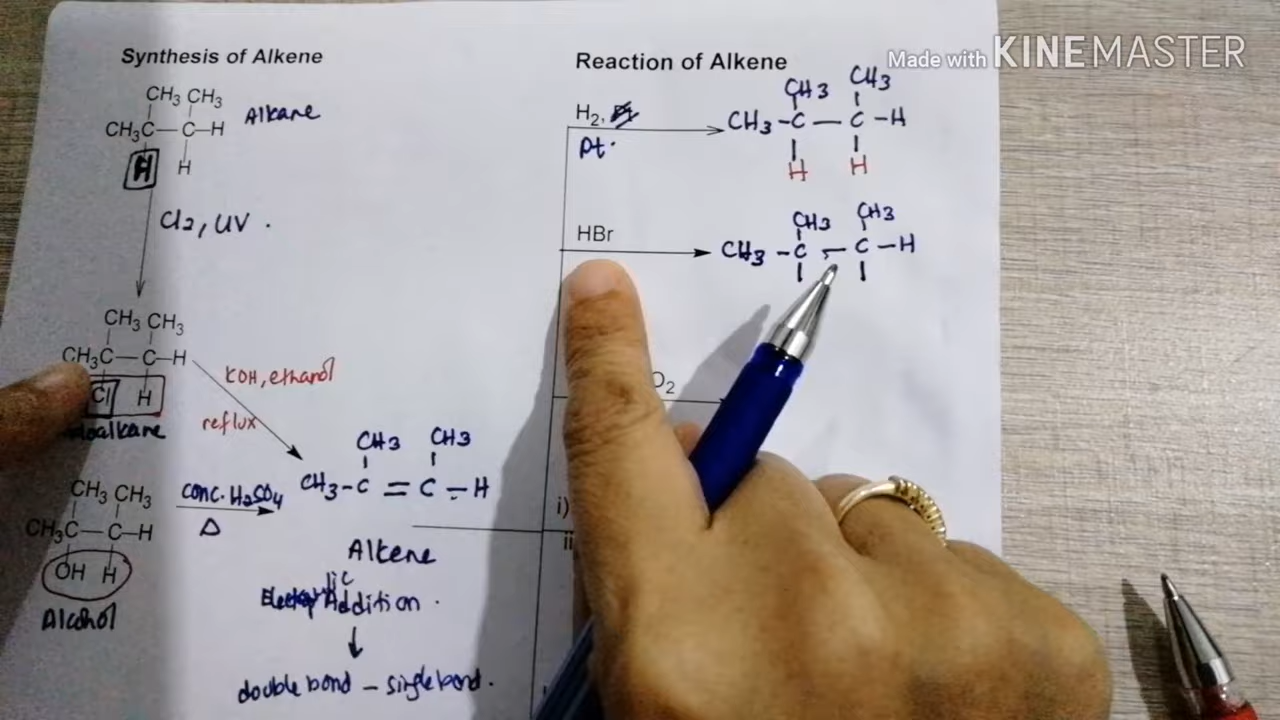 Synthesis of Alkene
CH3 CH3
CH3C—C—H Alkane
H H
Cl2, UV .
CH3 CH3
CH3C—C—H
Cl H
KOH, ethanol
reflux
CH3 CH3
CH3-C=C-H
CH3 CH3
CH3C—C—H
OH H
Alcohol
conc. H2SO4
Δ
Alkene
Addition .
↓
double bond – single bond.
Reaction of Alkene
H2,
Pt.
CH3 CH3
CH3-C—C-H
H H
HBr
CH3 CH3
CH3-C—C-H
O2
i)
ii
Made with KINEMASTER